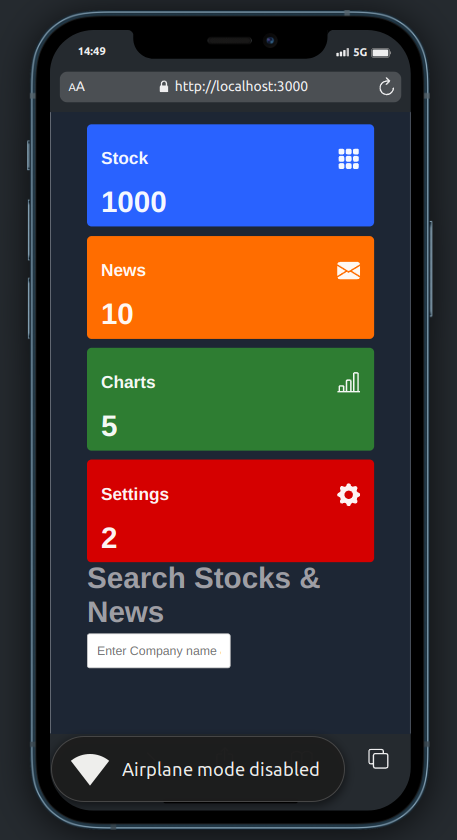 14:49
5G
AA
http://localhost:3000
Stock
1000
News
10
Charts
5
Settings
2
Search Stocks &
News
Enter Company name
Airplane mode disabled